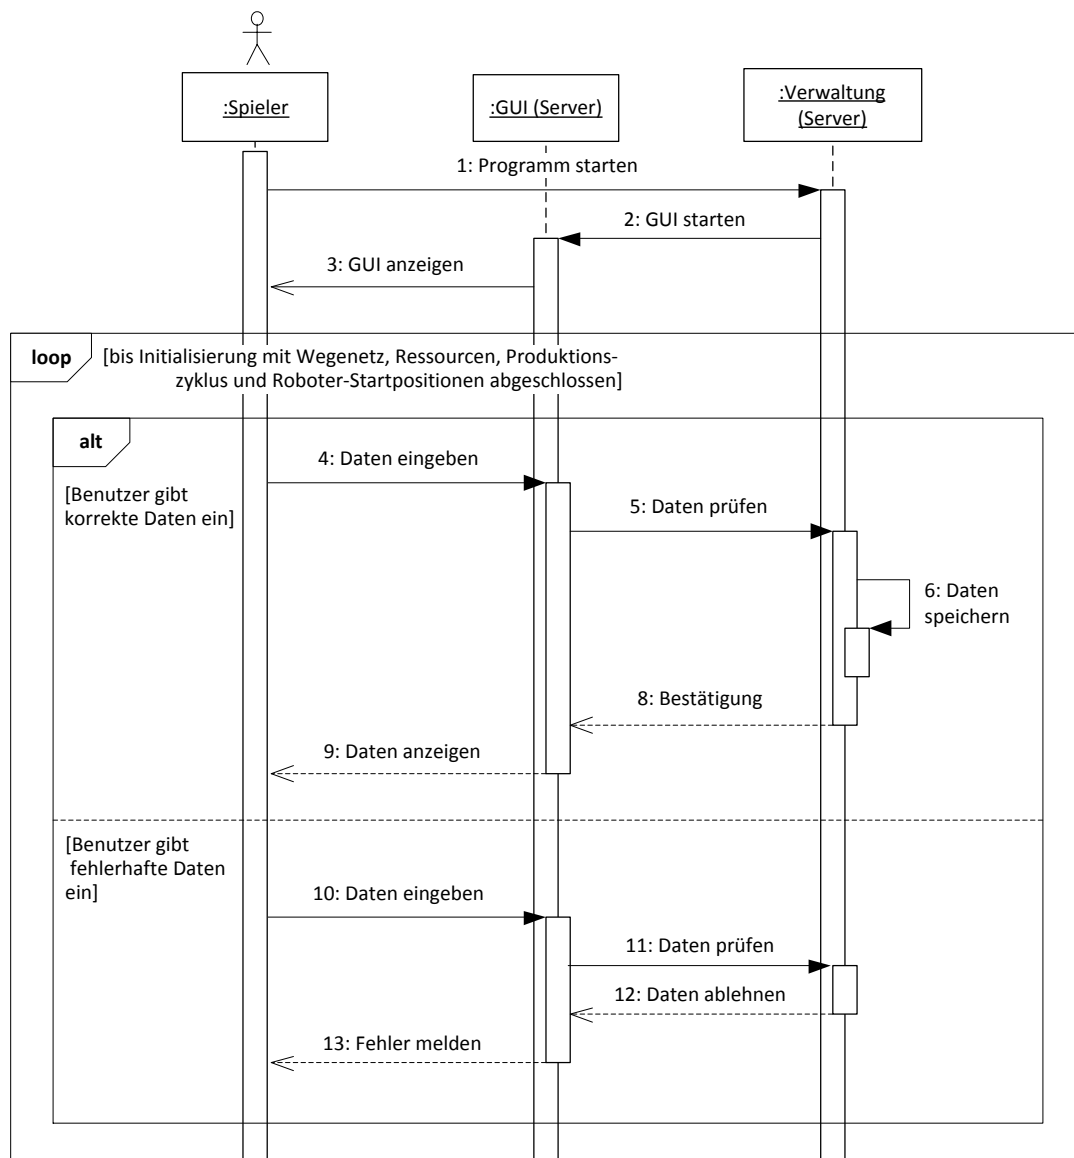 :Spieler
:GUI (Server)
:Verwaltung
(Server)
1: Programm starten
2: GUI starten
3: GUI anzeigen
loop
[bis Initialisierung mit Wegenetz, Ressourcen, Produktions-
zyklus und Roboter-Startpositionen abgeschlossen]
alt
4: Daten eingeben
[Benutzer gibt
korrekte Daten ein]
5: Daten prüfen
6: Daten
speichern
8: Bestätigung
9: Daten anzeigen
[Benutzer gibt
fehlerhafte Daten
ein]
10: Daten eingeben
11: Daten prüfen
12: Daten ablehnen
13: Fehler melden